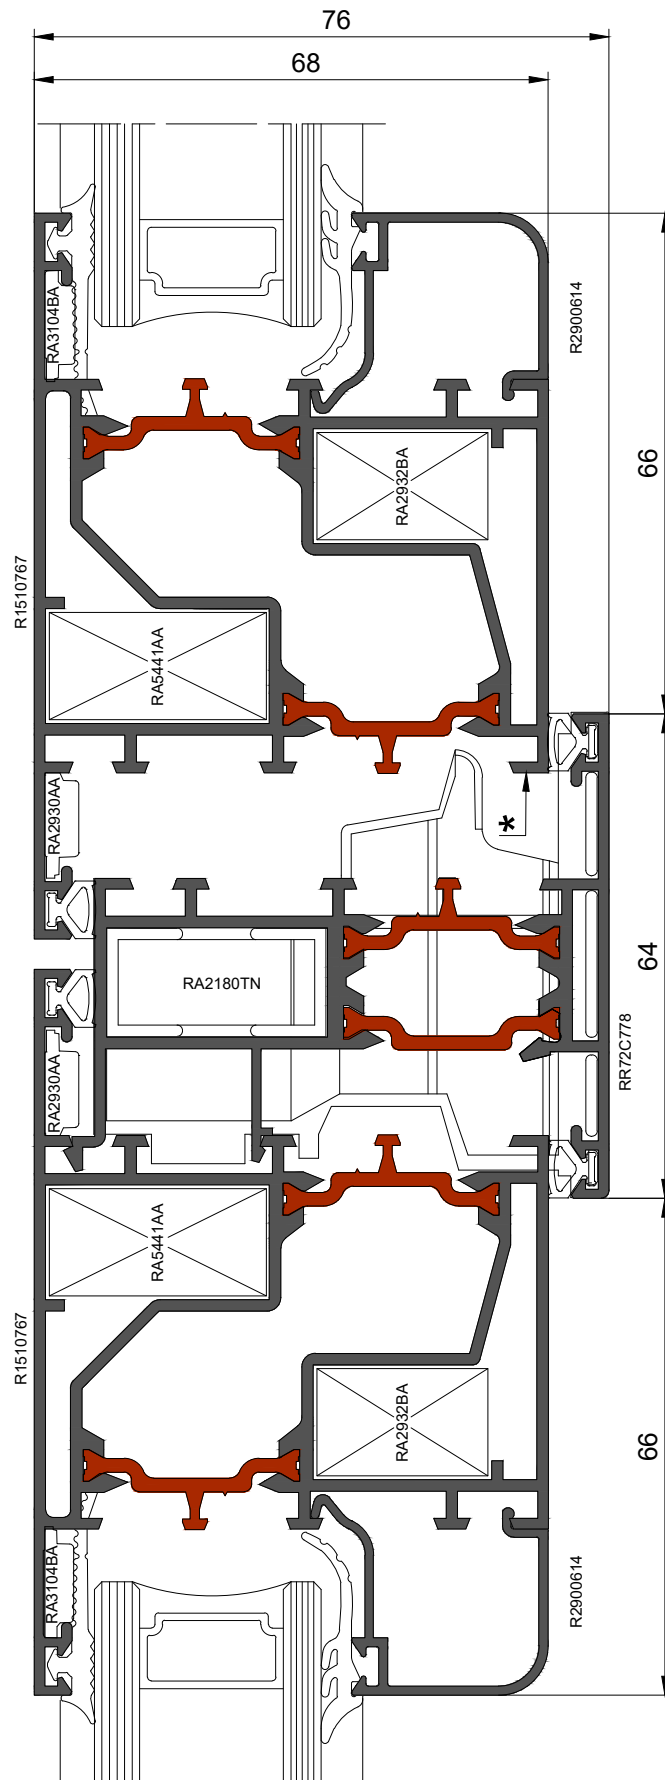 76
68
RA3104BA
R2900614
66
RA2932BA
R1510767
RA5441AA
RA2930AA
*
64
RA2180TN
RR72C778
RA2930AA
RA5441AA
R1510767
RA2932BA
66
RA3104BA
R2900614